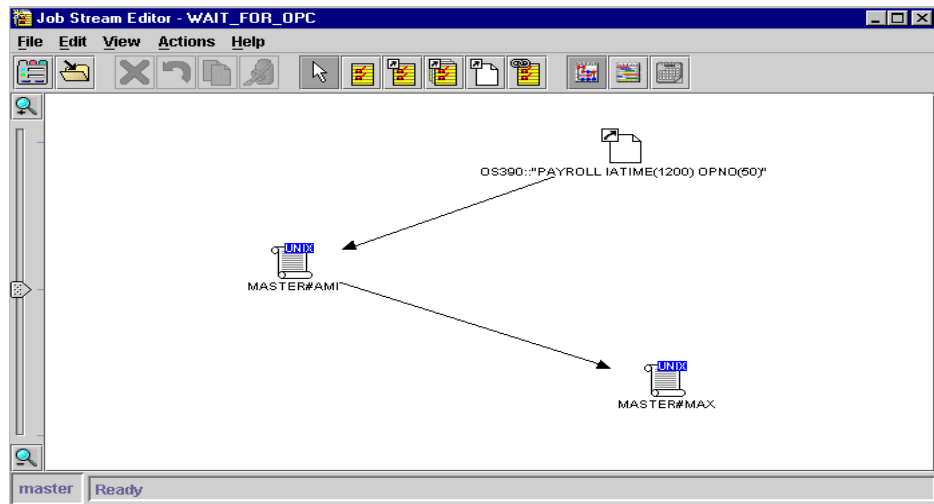 Job Stream Editor - WAIT_FOR_OPC
File Edit View Actions Help
OS390::"PAYROLL IATIME(1200) OPNO(50)"
UNIX
MASTER#AMI
UNIX
MASTER#MAX
master Ready